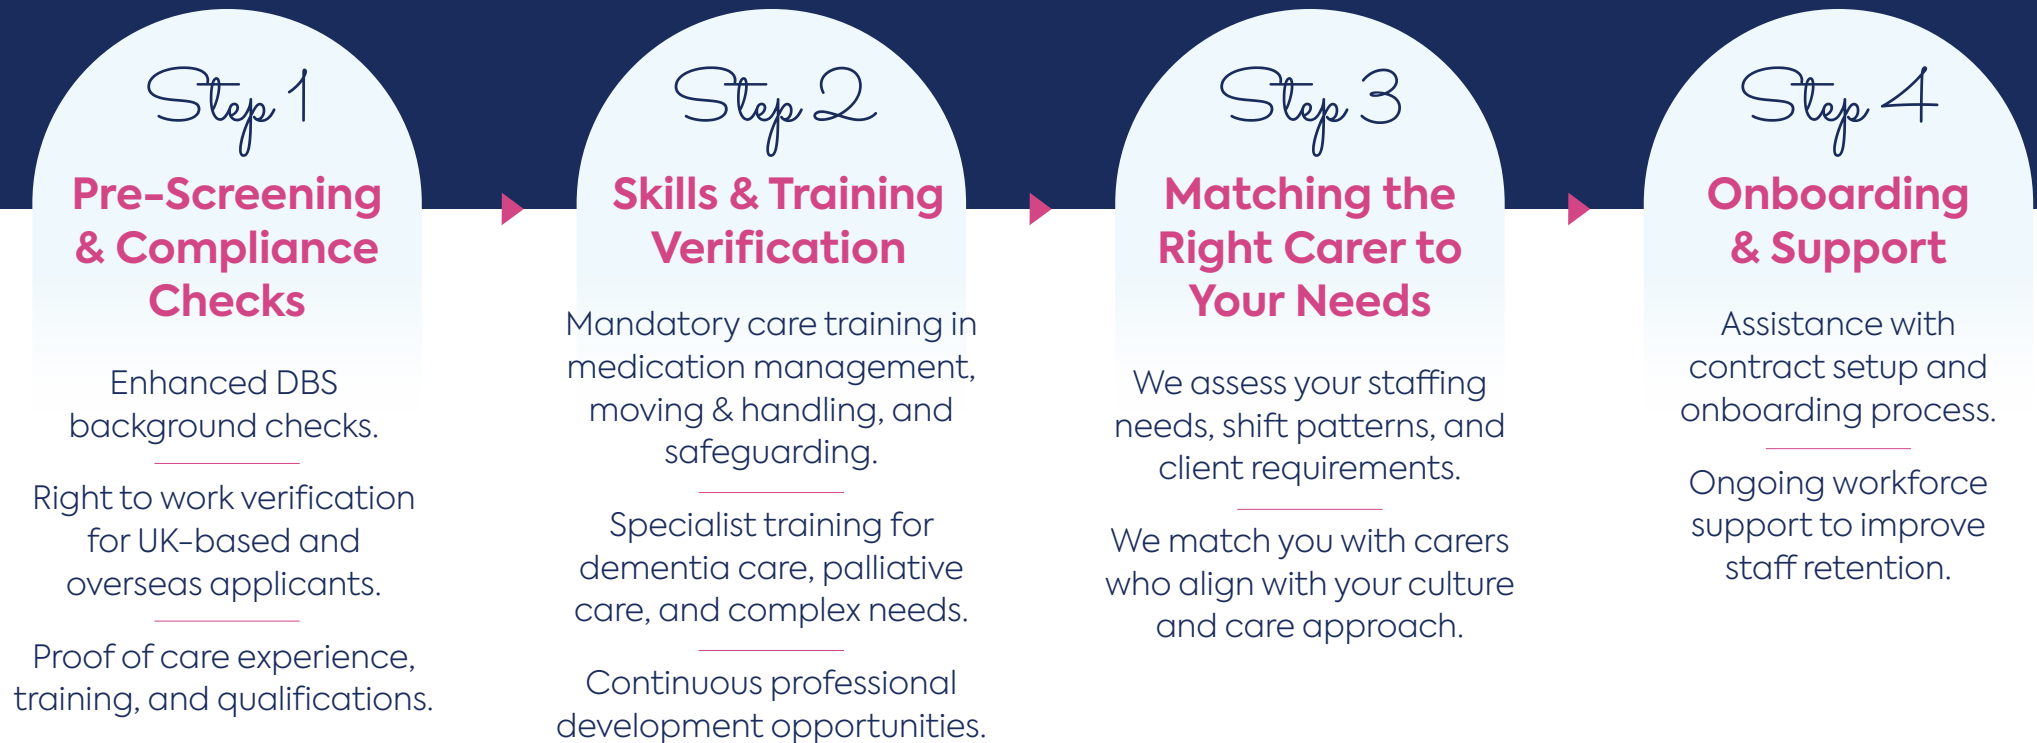 Step 1
Pre-Screening
& Compliance
Checks
Enhanced DBS
background checks.
Right to work verification
for UK-based and
overseas applicants.
Proof of care experience,
training, and qualifications.
Step 2
Skills & Training
Verification
Mandatory care training in
medication management,
moving & handling, and
safeguarding.
Specialist training for
dementia care, palliative
care, and complex needs.
Continuous professional
development opportunities.
Step 3
Matching the
Right Carer to
Your Needs
We assess your staffing
needs, shift patterns, and
client requirements.
We match you with carers
who align with your culture
and care approach.
Step 4
Onboarding
& Support
Assistance with
contract setup and
onboarding process.
Ongoing workforce
support to improve
staff retention.